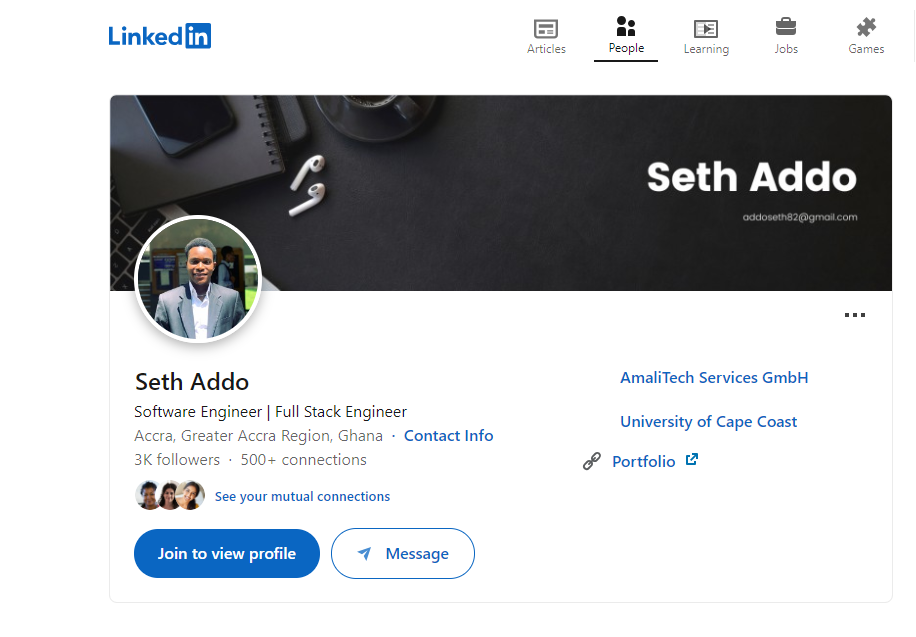 LinkedIn
Articles
People
Learning
Jobs
Games
Seth Addo
addoseth82@gmail.com
Seth Addo
Software Engineer | Full Stack Engineer
Accra, Greater Accra Region, Ghana · Contact Info
3K followers · 500+ connections
See your mutual connections
Join to view profile
Message
AmaliTech Services GmbH
University of Cape Coast
Portfolio